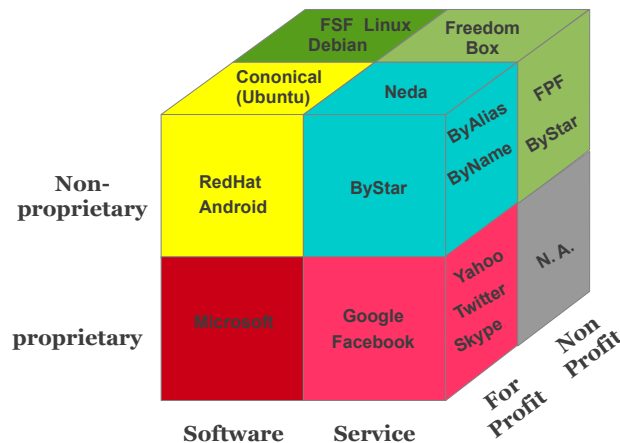 FSF Linux
Debian
Freedom
Box
Cononical
(Ubuntu)
Neda
FPF
ByStar
ByAlias
ByName
Non-
proprietary
RedHat
Android
ByStar
N. A.
Yahoo
Twitter
Skype
proprietary
Microsoft
Google
Facebook
For
Profit
Non
Profit
Software
Service